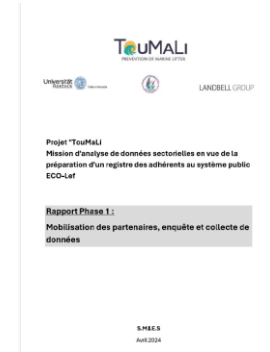 TouMaLi
PREVENTION OF MARINE LITTER
Universität
Rostock
LANDBELL GROUP
Projet "TouMaLi
Mission d'analyse de données sectorielles en vue de la
préparation d'un registre des adhérents au système public
ECO-Lef
Rapport Phase 1 :
Mobilisation des partenaires, enquête et collecte de
données
S.M.E.S
Avril 2024